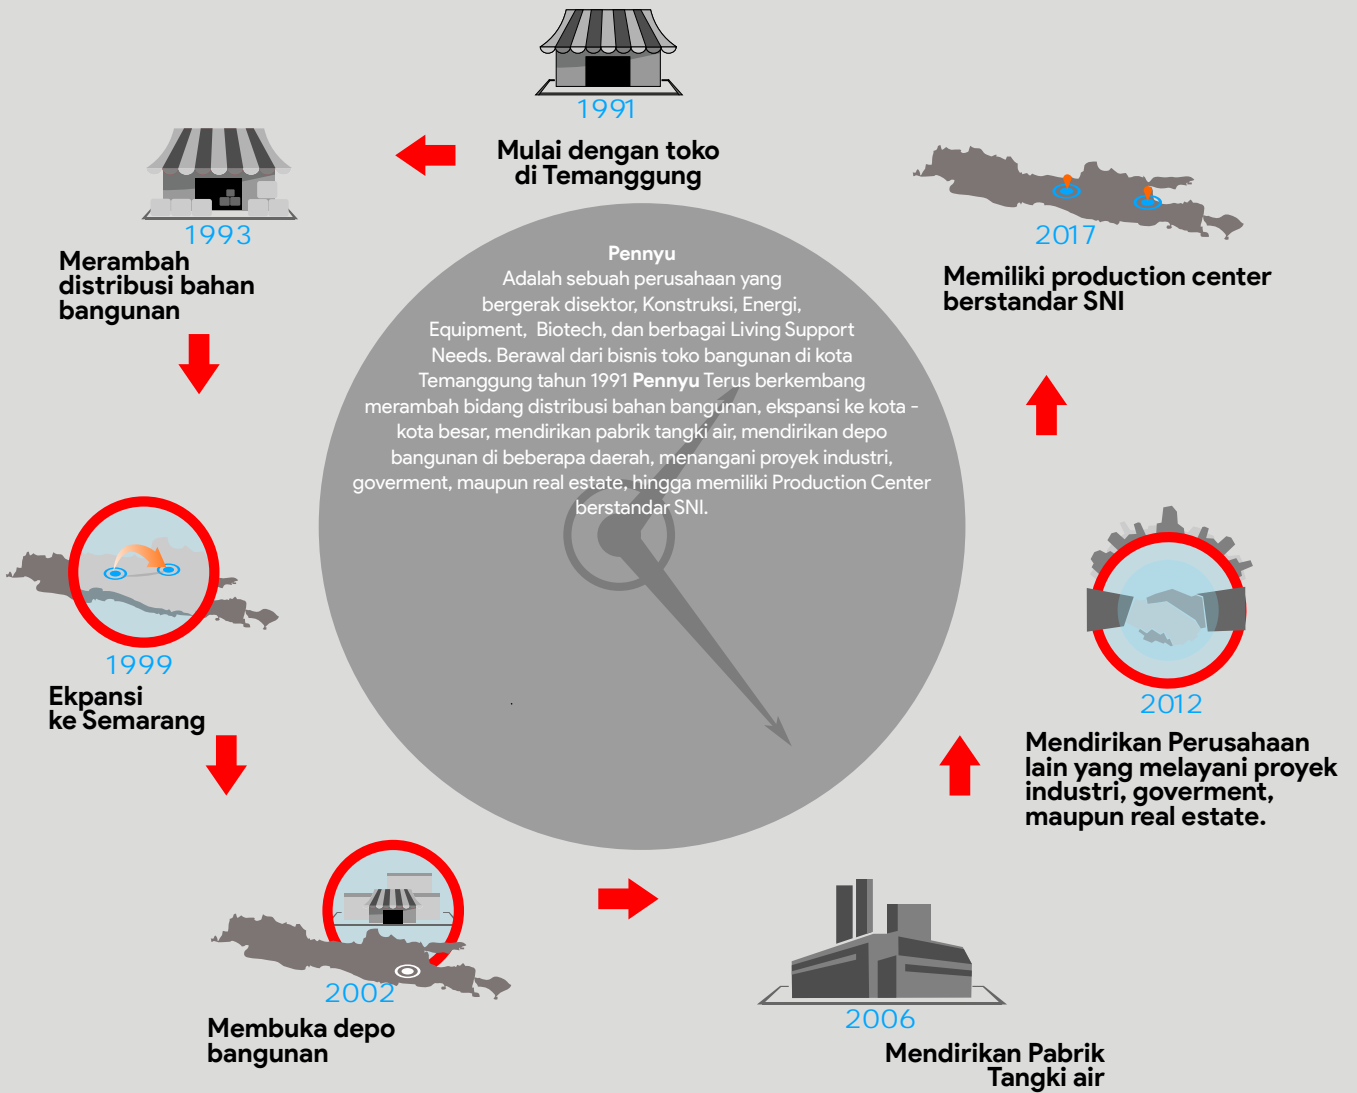 1991
Mulai dengan toko
di Temanggung
1993
Merambah
distribusi bahan
bangunan
1999
Ekpansi
ke Semarang
2002
Membuka depo
bangunan
2006
Mendirikan Pabrik
Tangki air
2012
Mendirikan Perusahaan
lain yang melayani proyek
industri, goverment,
maupun real estate.
2017
Memiliki production center
berstandar SNI
Pennyu
Adalah sebuah perusahaan yang
bergerak disektor, Konstruksi, Energi,
Equipment, Biotech, dan berbagai Living Support
Needs. Berawal dari bisnis toko bangunan di kota
Temanggung tahun 1991 Pennyu Terus berkembang
merambah bidang distribusi bahan bangunan, ekspansi ke kota -
kota besar, mendirikan pabrik tangki air, mendirikan depo
bangunan di beberapa daerah, menangani proyek industri,
goverment, maupun real estate, hingga memiliki Production Center
berstandar SNI.